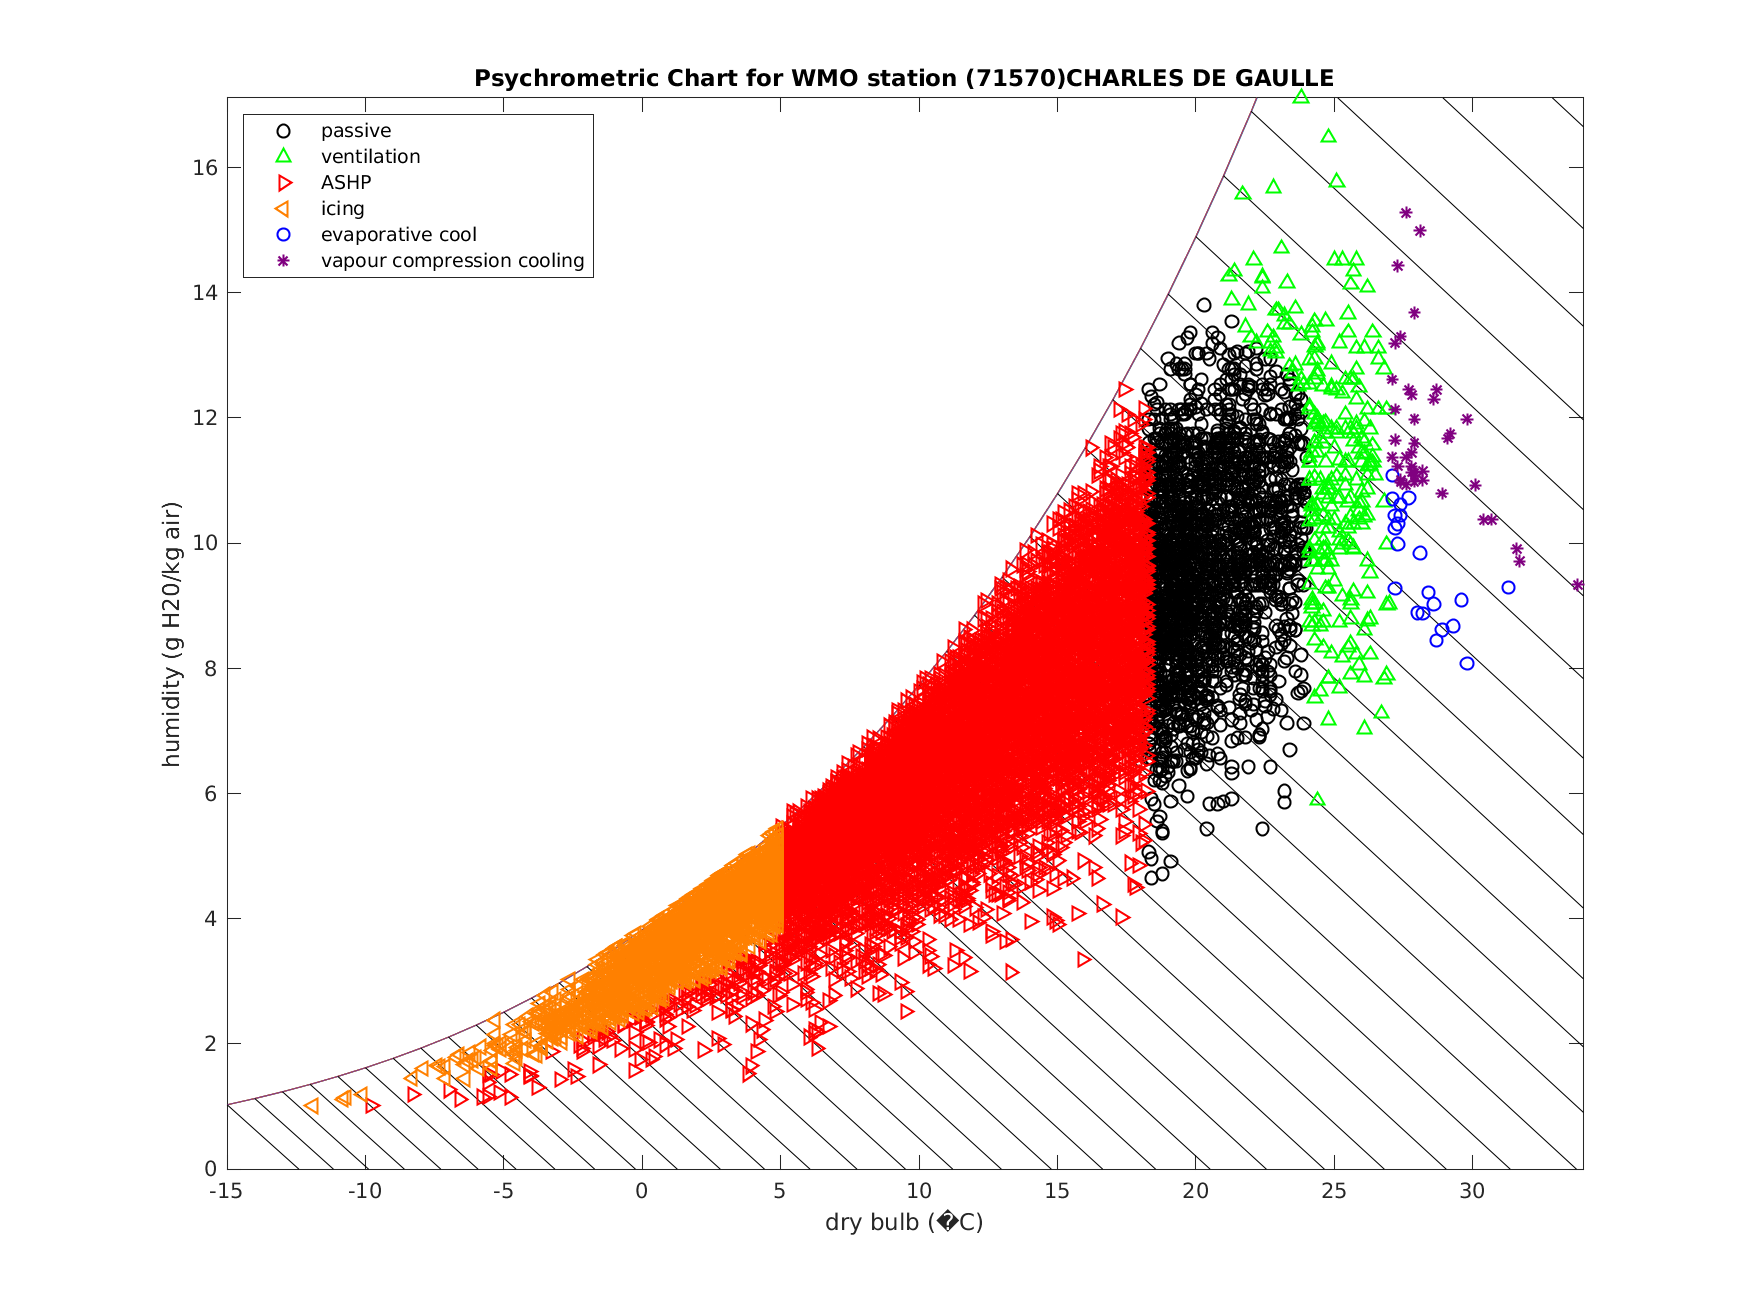 Psychrometric Chart for WMO station (71570)CHARLES DE GAULLE
passive
ventilation
ASHP
icing
evaporative cool
vapour compression cooling
16
14
12
10
8
6
4
2
0
humidity (g H20/kg air)
-15 -10 -5 0 5 10 15 20 25 30
dry bulb (�C)